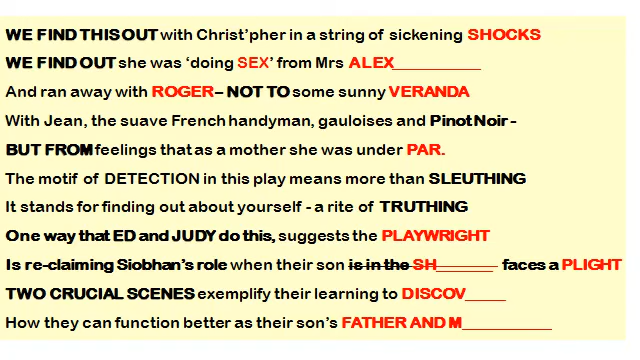 WE FIND THIS OUT with Christ'pher in a string of sickening SHOCKS
WE FIND OUT she was 'doing SEX' from Mrs ALEX___________
And ran away with ROGER– NOT TO some sunny VERANDA
With Jean, the suave French handyman, gauloises and Pinot Noir -
BUT FROM feelings that as a mother she was under PAR.
The motif of DETECTION in this play means more than SLEUTHING
It stands for finding out about yourself - a rite of TRUTHING
One way that ED and JUDY do this, suggests the PLAYWRIGHT
Is re-claiming Siobhan's role when their son is in the SH_______ faces a PLIGHT
TWO CRUCIAL SCENES exemplify their learning to DISCOV_____
How they can function better as their son's FATHER AND M___________